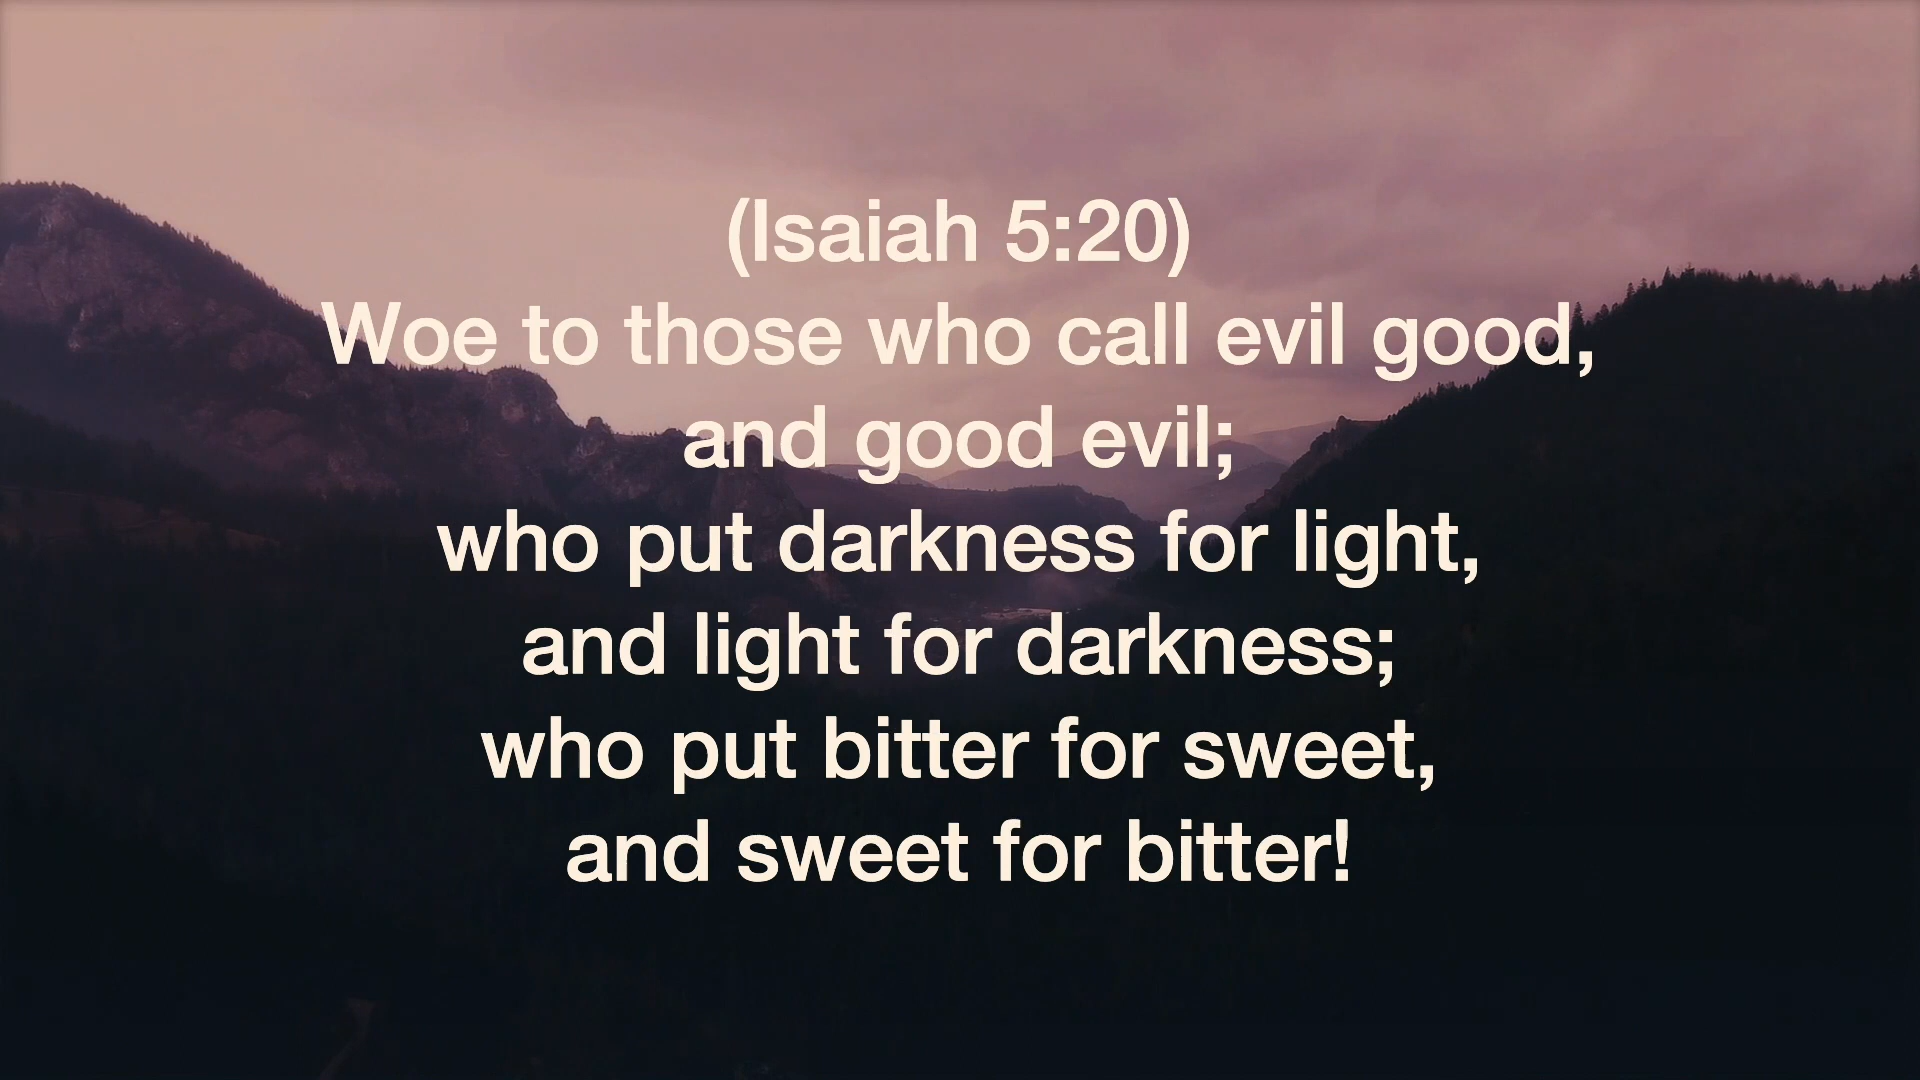 (Isaiah 5:20)
Woe to those who call evil good,
and good evil;
who put darkness for light,
and light for darkness;
who put bitter for sweet,
and sweet for bitter!